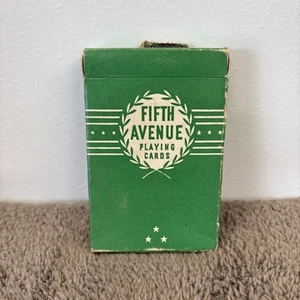 FIFTH
AVENUE
PLAYING
CARDS